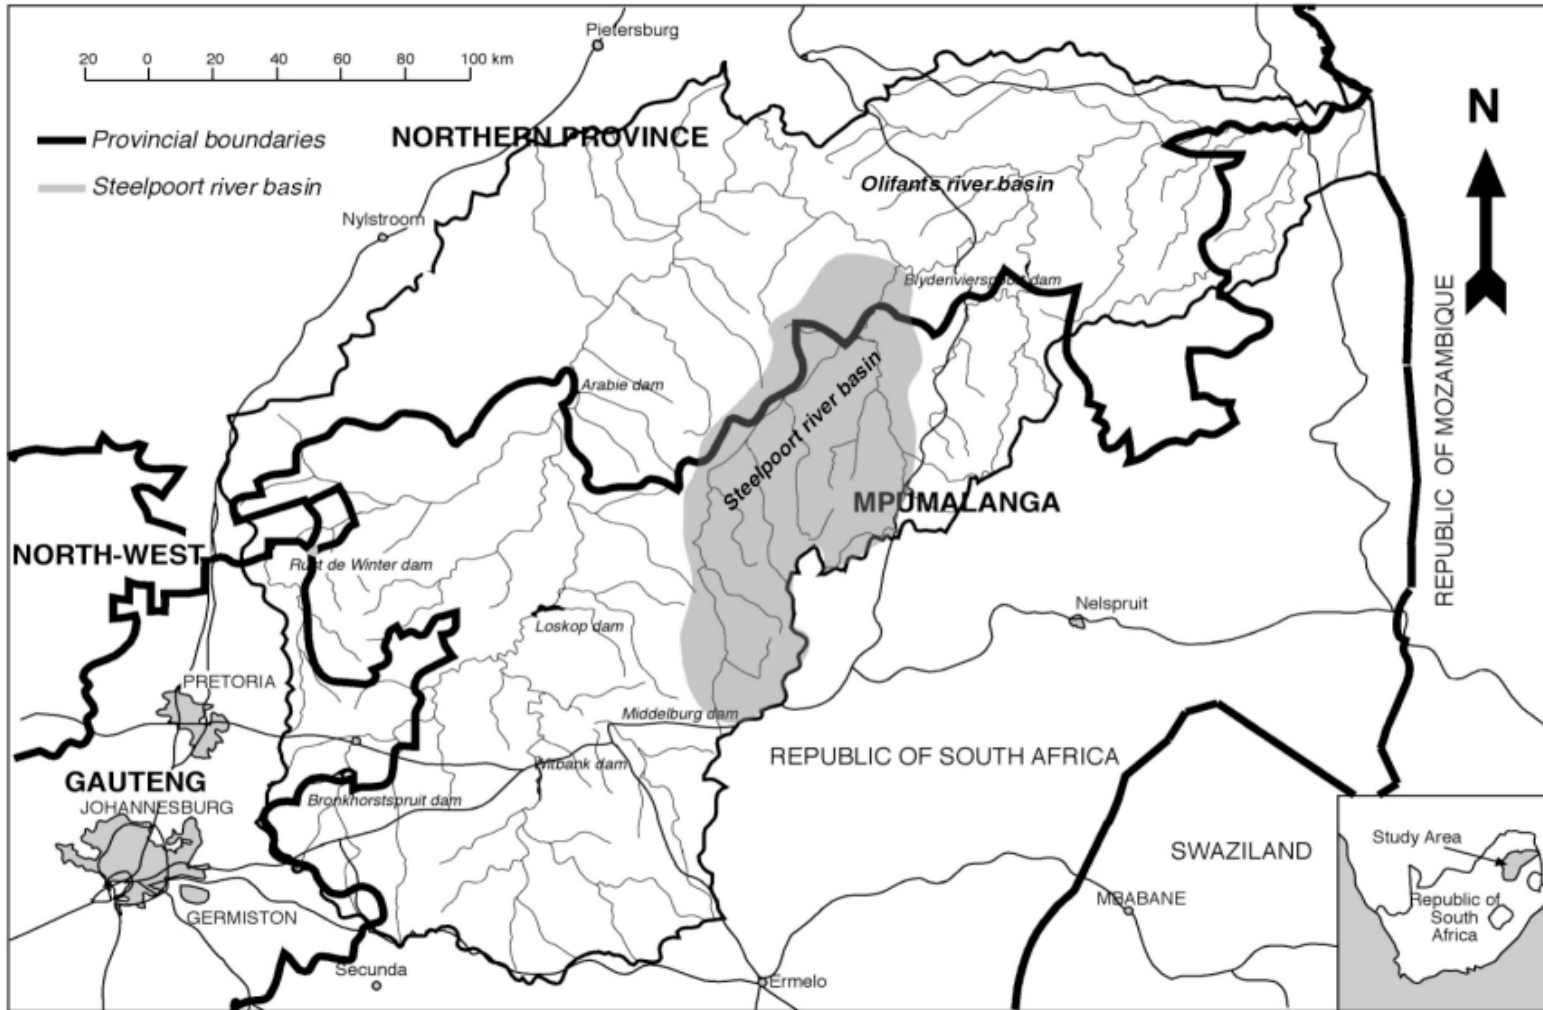 Pietersburg
20 0 20 40 60 80 100 km
N
Provincial boundaries
NORTHERN PROVINCE
Steelpoort river basin
Olifants river basin
Nylstroom
Blyderivierspoort dam
REPUBLIC OF MOZAMBIQUE
Arabie dam
Steelpoort river basin
MPUMALANGA
NORTH-WEST
Rust de Winter dam
Nelspruit
Loskop dam
PRETORIA
Middelburg dam
REPUBLIC OF SOUTH AFRICA
Witbank dam
GAUTENG
Bronkhorstspruit dam
JOHANNESBURG
Study Area
SWAZILAND
MBABANE
Republic of
South
Africa
GERMISTON
Secunda
Ermelo